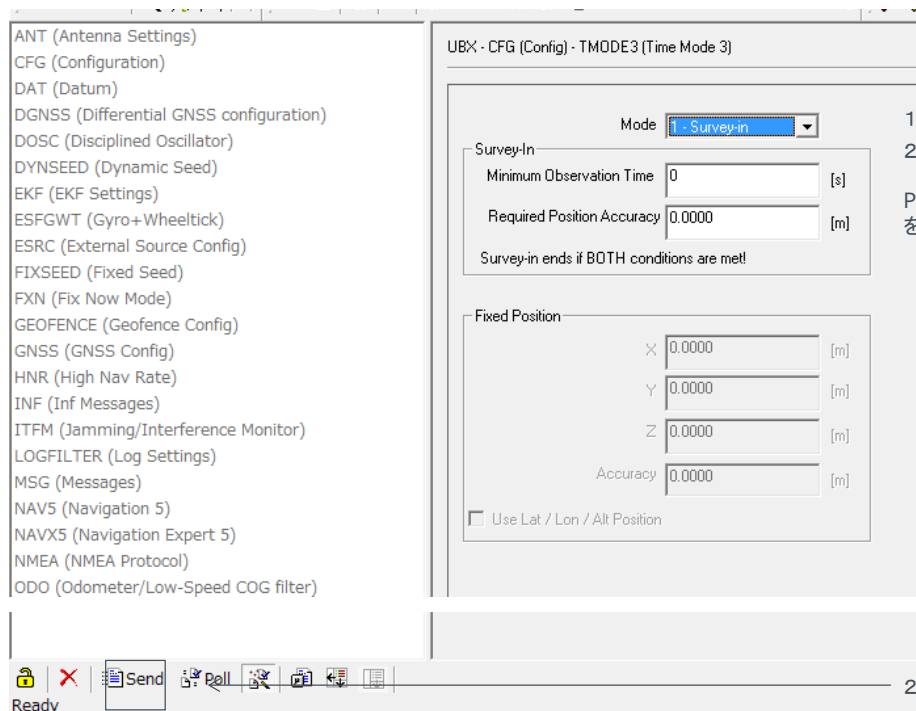 ANT (Antenna Settings)
CFG (Configuration)
DAT (Datum)
DGNSS (Differential GNSS configuration)
DOSC (Disciplined Oscillator)
DYNSEED (Dynamic Seed)
EKF (EKF Settings)
ESFGWT (Gyro+Wheeltick)
ESRC (External Source Config)
FIXSEED (Fixed Seed)
FXN (Fix Now Mode)
GEOFENCE (Geofence Config)
GNSS (GNSS Config)
HNR (High Nav Rate)
INF (Inf Messages)
ITFM (Jamming/Interference Monitor)
LOGFILTER (Log Settings)
MSG (Messages)
NAV5 (Navigation 5)
NAVX5 (Navigation Expert 5)
NMEA (NMEA Protocol)
ODO (Odometer/Low-Speed COG filter)
UBX - CFG (Config) - TMODE3 (Time Mode 3)
Mode 1 - Survey-in
Survey-In
Minimum Observation Time 0 [s]
Required Position Accuracy 0.0000 [m]
Survey-in ends if BOTH conditions are met!
Fixed Position
X 0.0000 [m]
Y 0.0000 [m]
Z 0.0000 [m]
Accuracy 0.0000 [m]
Use Lat / Lon / Alt Position
1
2
P
を
Send Poll
2
Ready